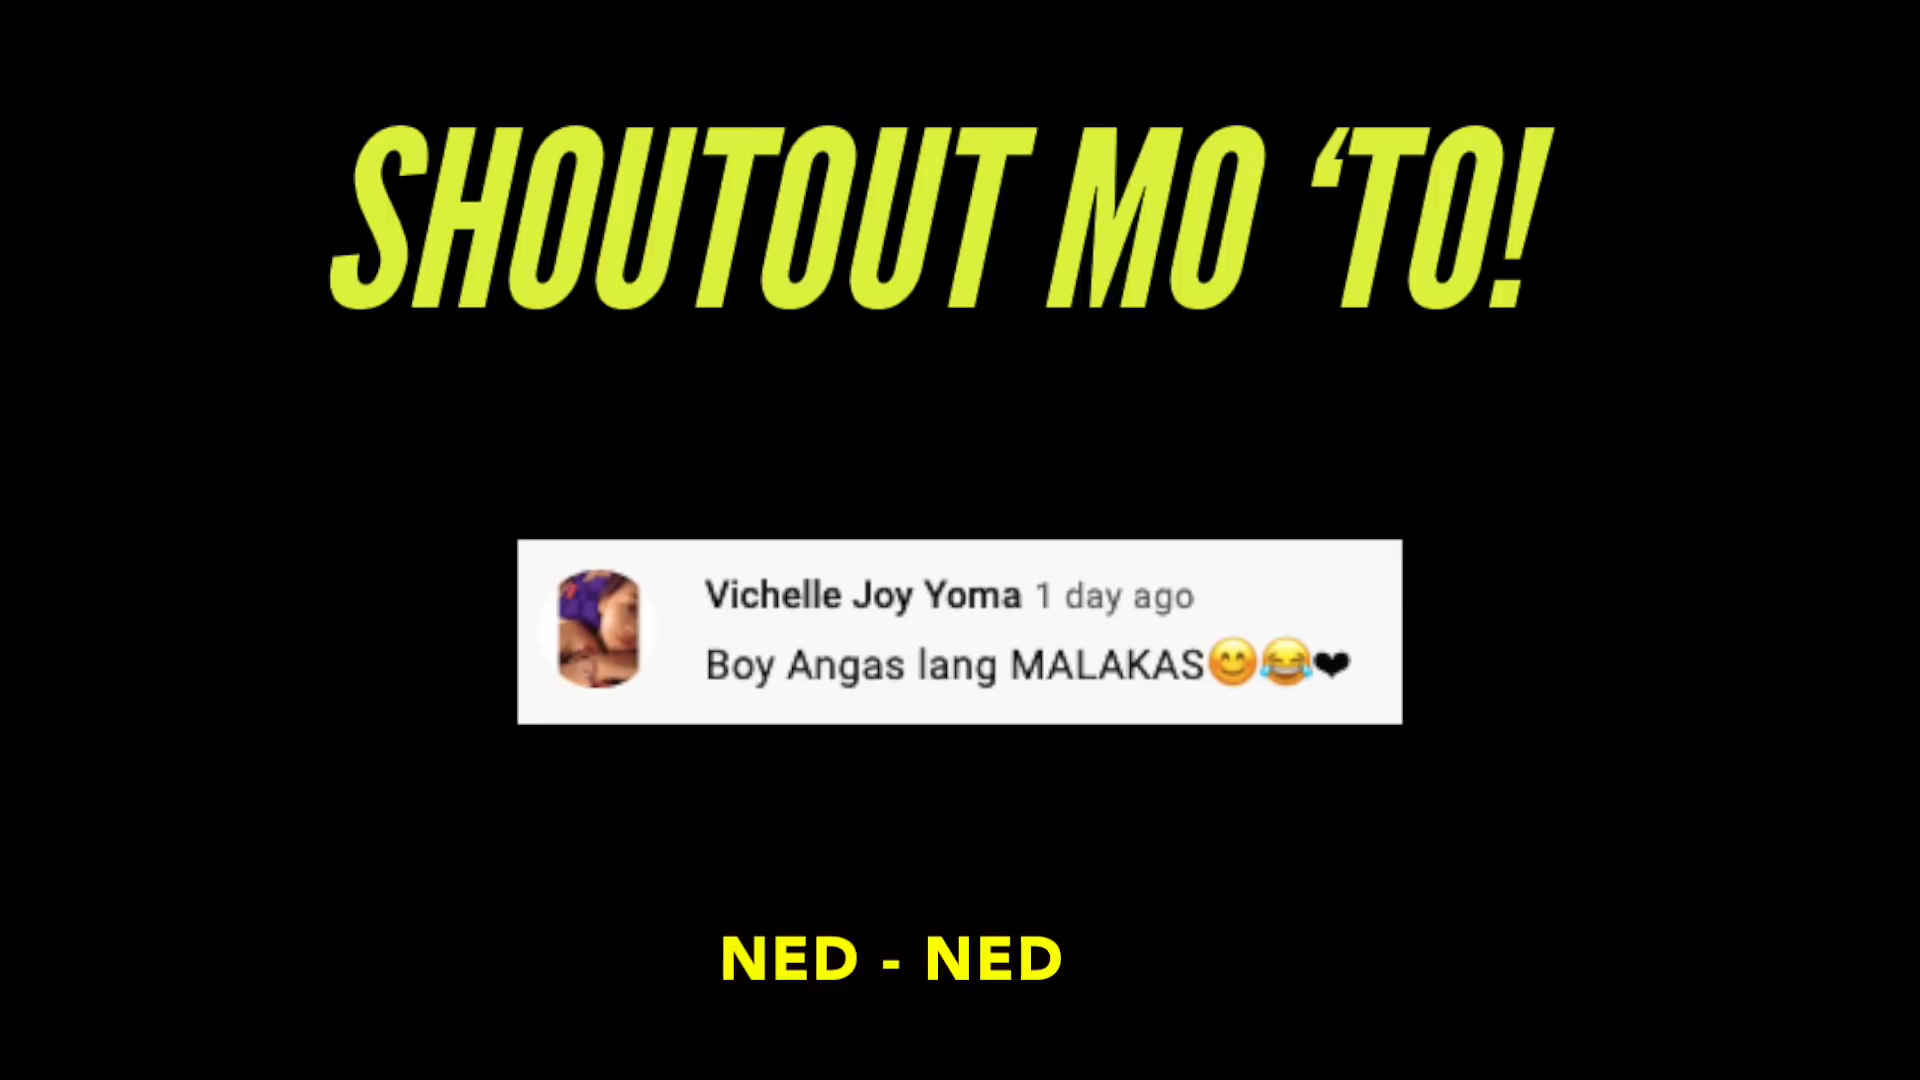 SHOUTOUT MO ‘TO!
Vichelle Joy Yoma 1 day ago
Boy Angas lang MALAKAS😊😂❤
NED - NED